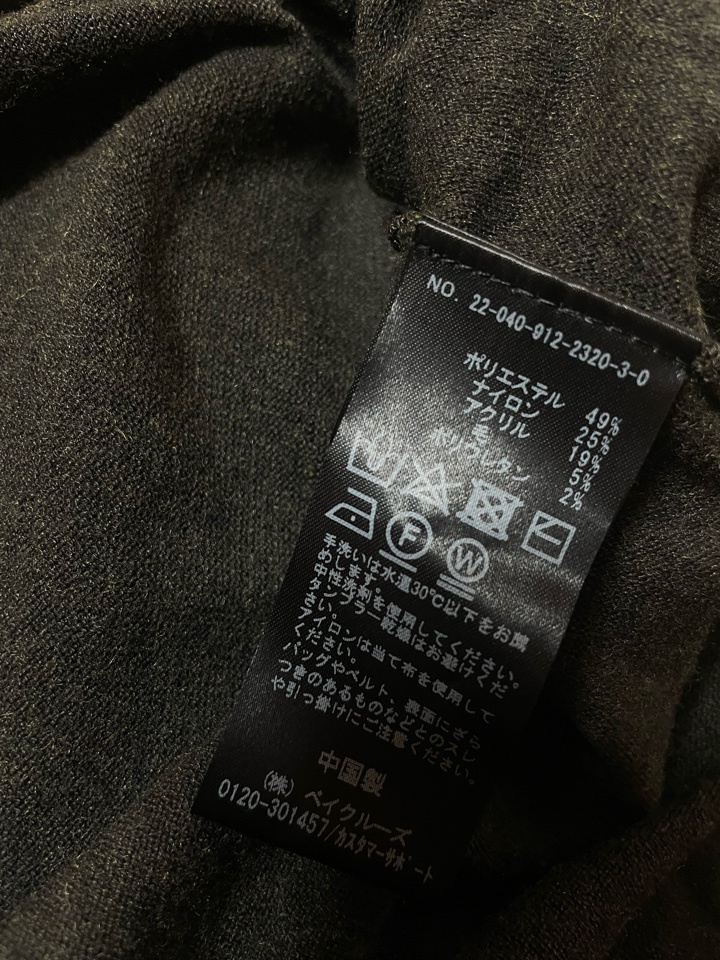 NO. 22-040-912-2320-3-0
ポリエステル 49%
ナイロン 25%
アクリル 19%
毛 5%
ポリウレタン 2%
F W
手洗いは水温30℃以下をお薦
めします。
中性洗剤を使用してください。
タンブラー乾燥はお避けくだ
さい。
アイロンは当て布を使用して
ください。
バッグやベルト、表面にざら
つきのあるものなどとのスレ
や引っ掛けにご注意ください。
中国製
(株) ベイクルーズ
0120-301457/カスタマーサポート